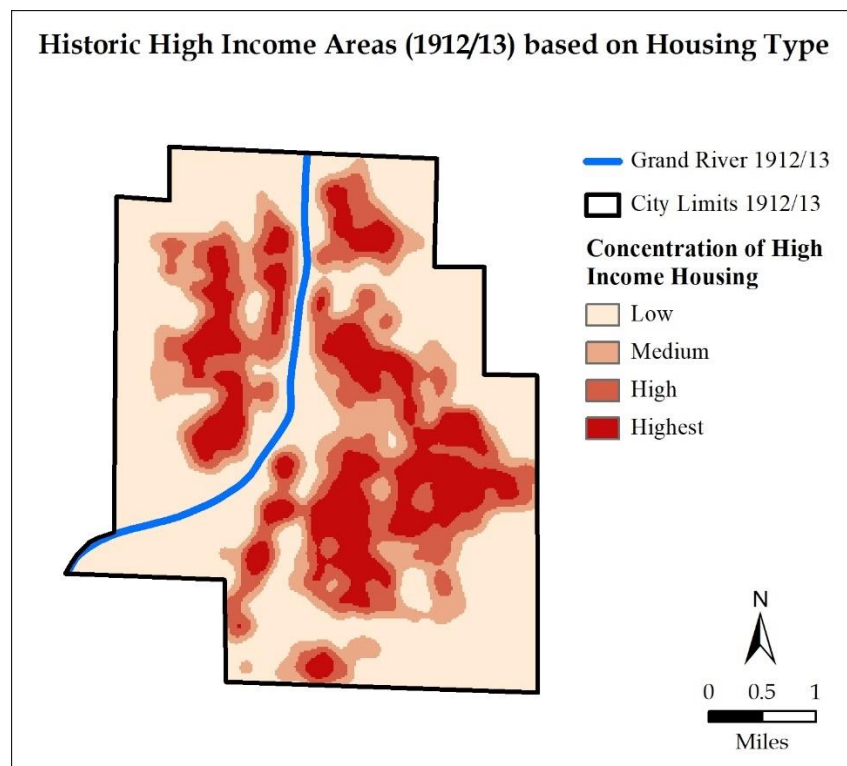 Historic High Income Areas (1912/13) based on Housing Type
Grand River 1912/13
City Limits 1912/13
Concentration of High
Income Housing
Low
Medium
High
Highest
N
0 0.5 1
Miles